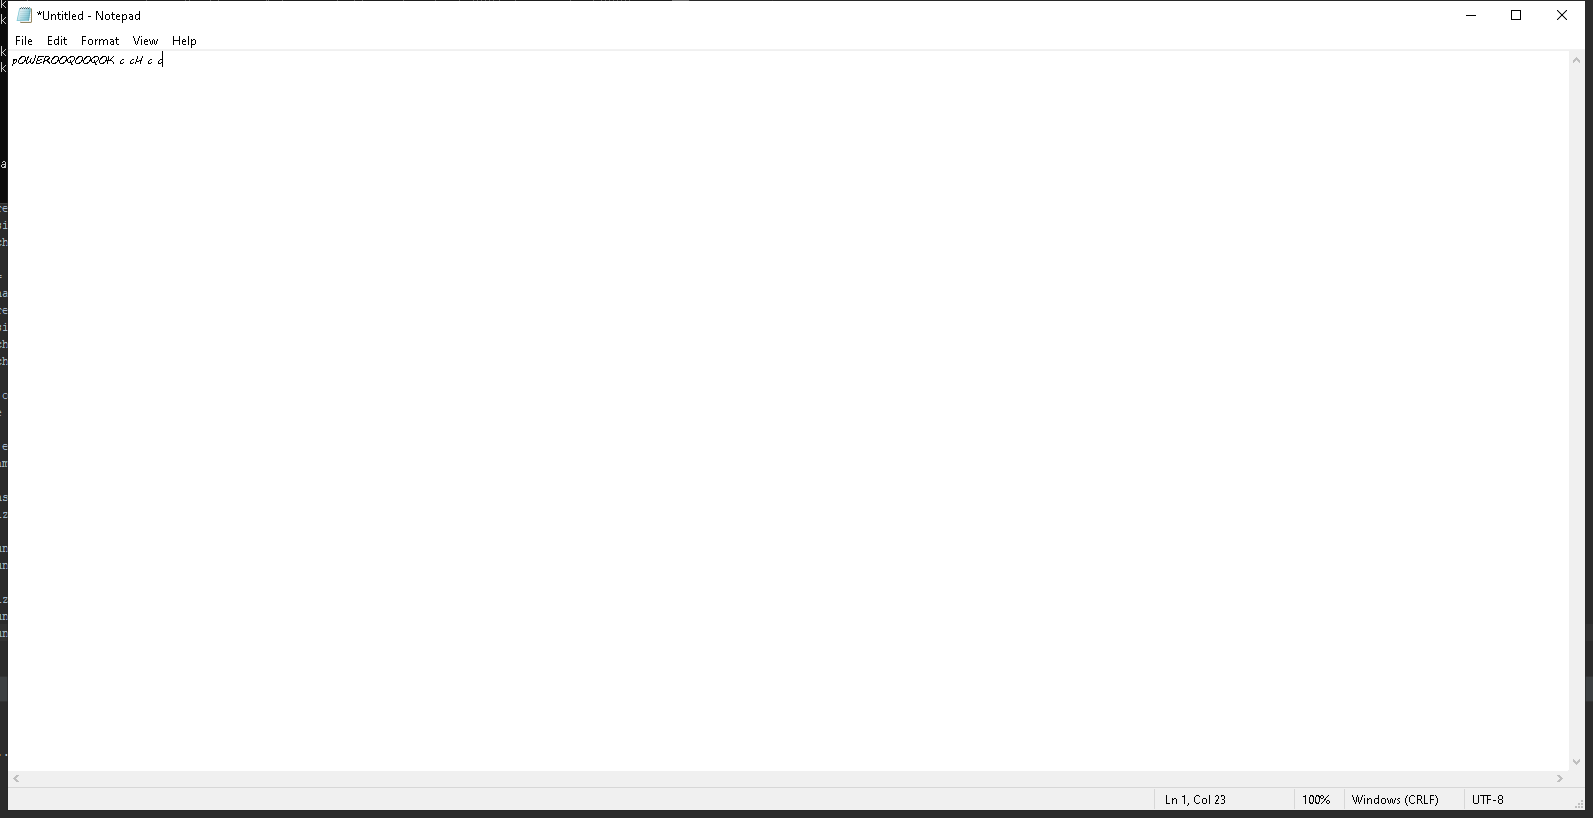 *Untitled - Notepad
File Edit Format View Help
pOWEROOQOOQOK c cH c c
Ln 1, Col 23
100%
Windows (CRLF)
UTF-8